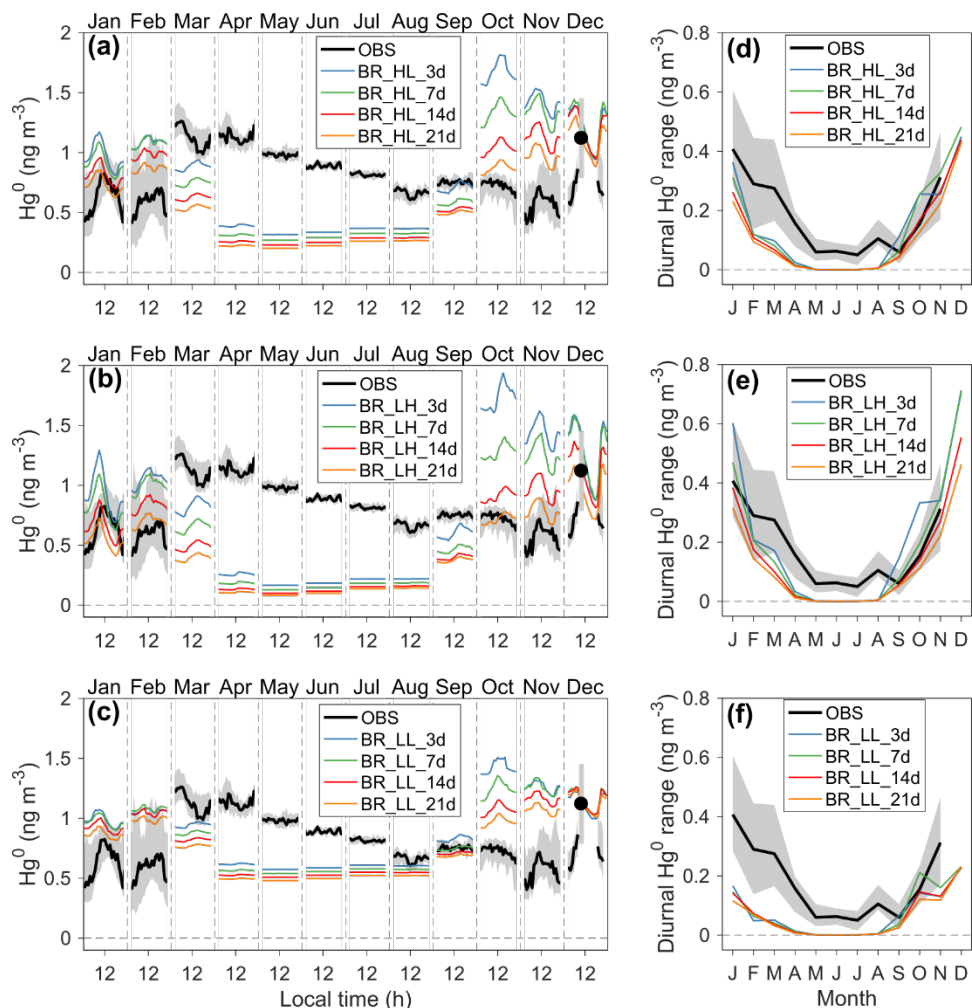 Jan Feb Mar Apr May Jun Jul Aug Sep Oct Nov Dec
(a)
OBS
BR_HL_3d
BR_HL_7d
BR_HL_14d
BR_HL_21d
2
1.5
1
0.5
0
Hg⁰ (ng m⁻³)
12 12 12 12 12 12 12 12 12 12 12 12
(d)
OBS
BR_HL_3d
BR_HL_7d
BR_HL_14d
BR_HL_21d
0.8
0.6
0.4
0.2
0
Diurnal Hg⁰ range (ng m⁻³)
J F M A M J J A S O N D
Jan Feb Mar Apr May Jun Jul Aug Sep Oct Nov Dec
(b)
OBS
BR_LH_3d
BR_LH_7d
BR_LH_14d
BR_LH_21d
2
1.5
1
0.5
0
Hg⁰ (ng m⁻³)
12 12 12 12 12 12 12 12 12 12 12 12
(e)
OBS
BR_LH_3d
BR_LH_7d
BR_LH_14d
BR_LH_21d
0.8
0.6
0.4
0.2
0
Diurnal Hg⁰ range (ng m⁻³)
J F M A M J J A S O N D
Jan Feb Mar Apr May Jun Jul Aug Sep Oct Nov Dec
(c)
OBS
BR_LL_3d
BR_LL_7d
BR_LL_14d
BR_LL_21d
2
1.5
1
0.5
0
Hg⁰ (ng m⁻³)
12 12 12 12 12 12 12 12 12 12 12 12
Local time (h)
(f)
OBS
BR_LL_3d
BR_LL_7d
BR_LL_14d
BR_LL_21d
0.8
0.6
0.4
0.2
0
Diurnal Hg⁰ range (ng m⁻³)
J F M A M J J A S O N D
Month